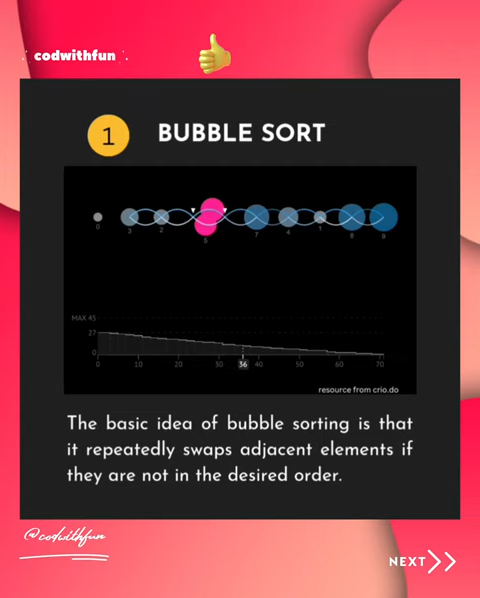 codwithfun
1
BUBBLE SORT
0
3
2
5
7
4
1
8
9
MAX 45
27
0
0 10 20 30 36 40 50 60 70
resource from crio.do
The basic idea of bubble sorting is that
it repeatedly swaps adjacent elements if
they are not in the desired order.
@codwithfun
NEXT